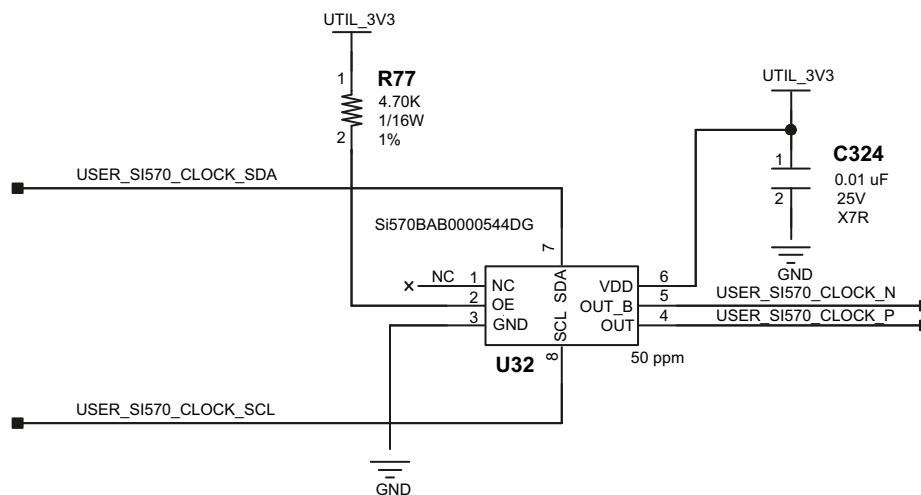 UTIL_3V3
1
R77
4.70K
1/16W
1%
2
UTIL_3V3
1
C324
0.01 uF
25V
X7R
2
GND
USER_SI570_CLOCK_SDA
Si570BAB0000544DG
7
NC
1
NC
2
OE
3
GND
SDA
SCL
VDD
6
OUT_B
5
OUT
4
USER_SI570_CLOCK_N
USER_SI570_CLOCK_P
U32
8
50 ppm
USER_SI570_CLOCK_SCL
GND